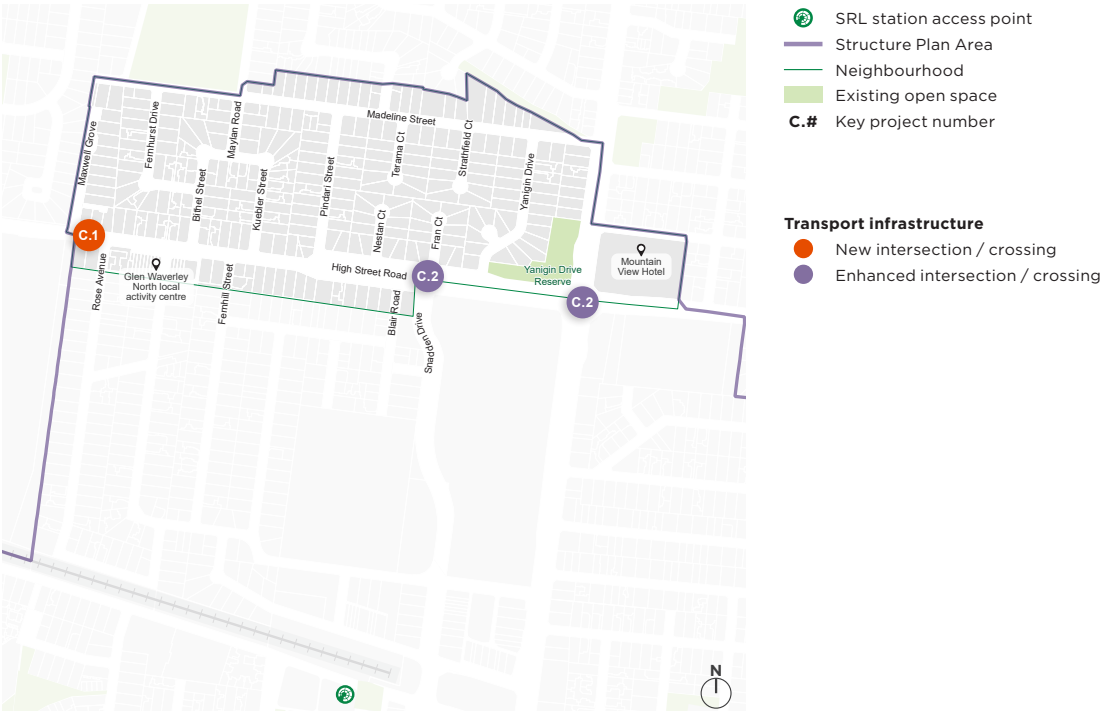 SRL station access point
Structure Plan Area
Neighbourhood
Existing open space
C.# Key project number
Transport infrastructure
New intersection / crossing
Enhanced intersection / crossing
Maxwell Grove
Fernhurst Drive
Maylan Road
Bithel Street
Kuebler Street
Pindari Street
Madeline Street
Terama Ct
Strathfield Ct
Yanigin Drive
Nestan Ct
Fran Ct
C.1
Rose Avenue
Glen Waverley
North local
activity centre
Fernhill Street
High Street Road
C.2
Blair Road
Snadden Drive
Yanigin Drive
Reserve
C.2
Mountain
View Hotel
N